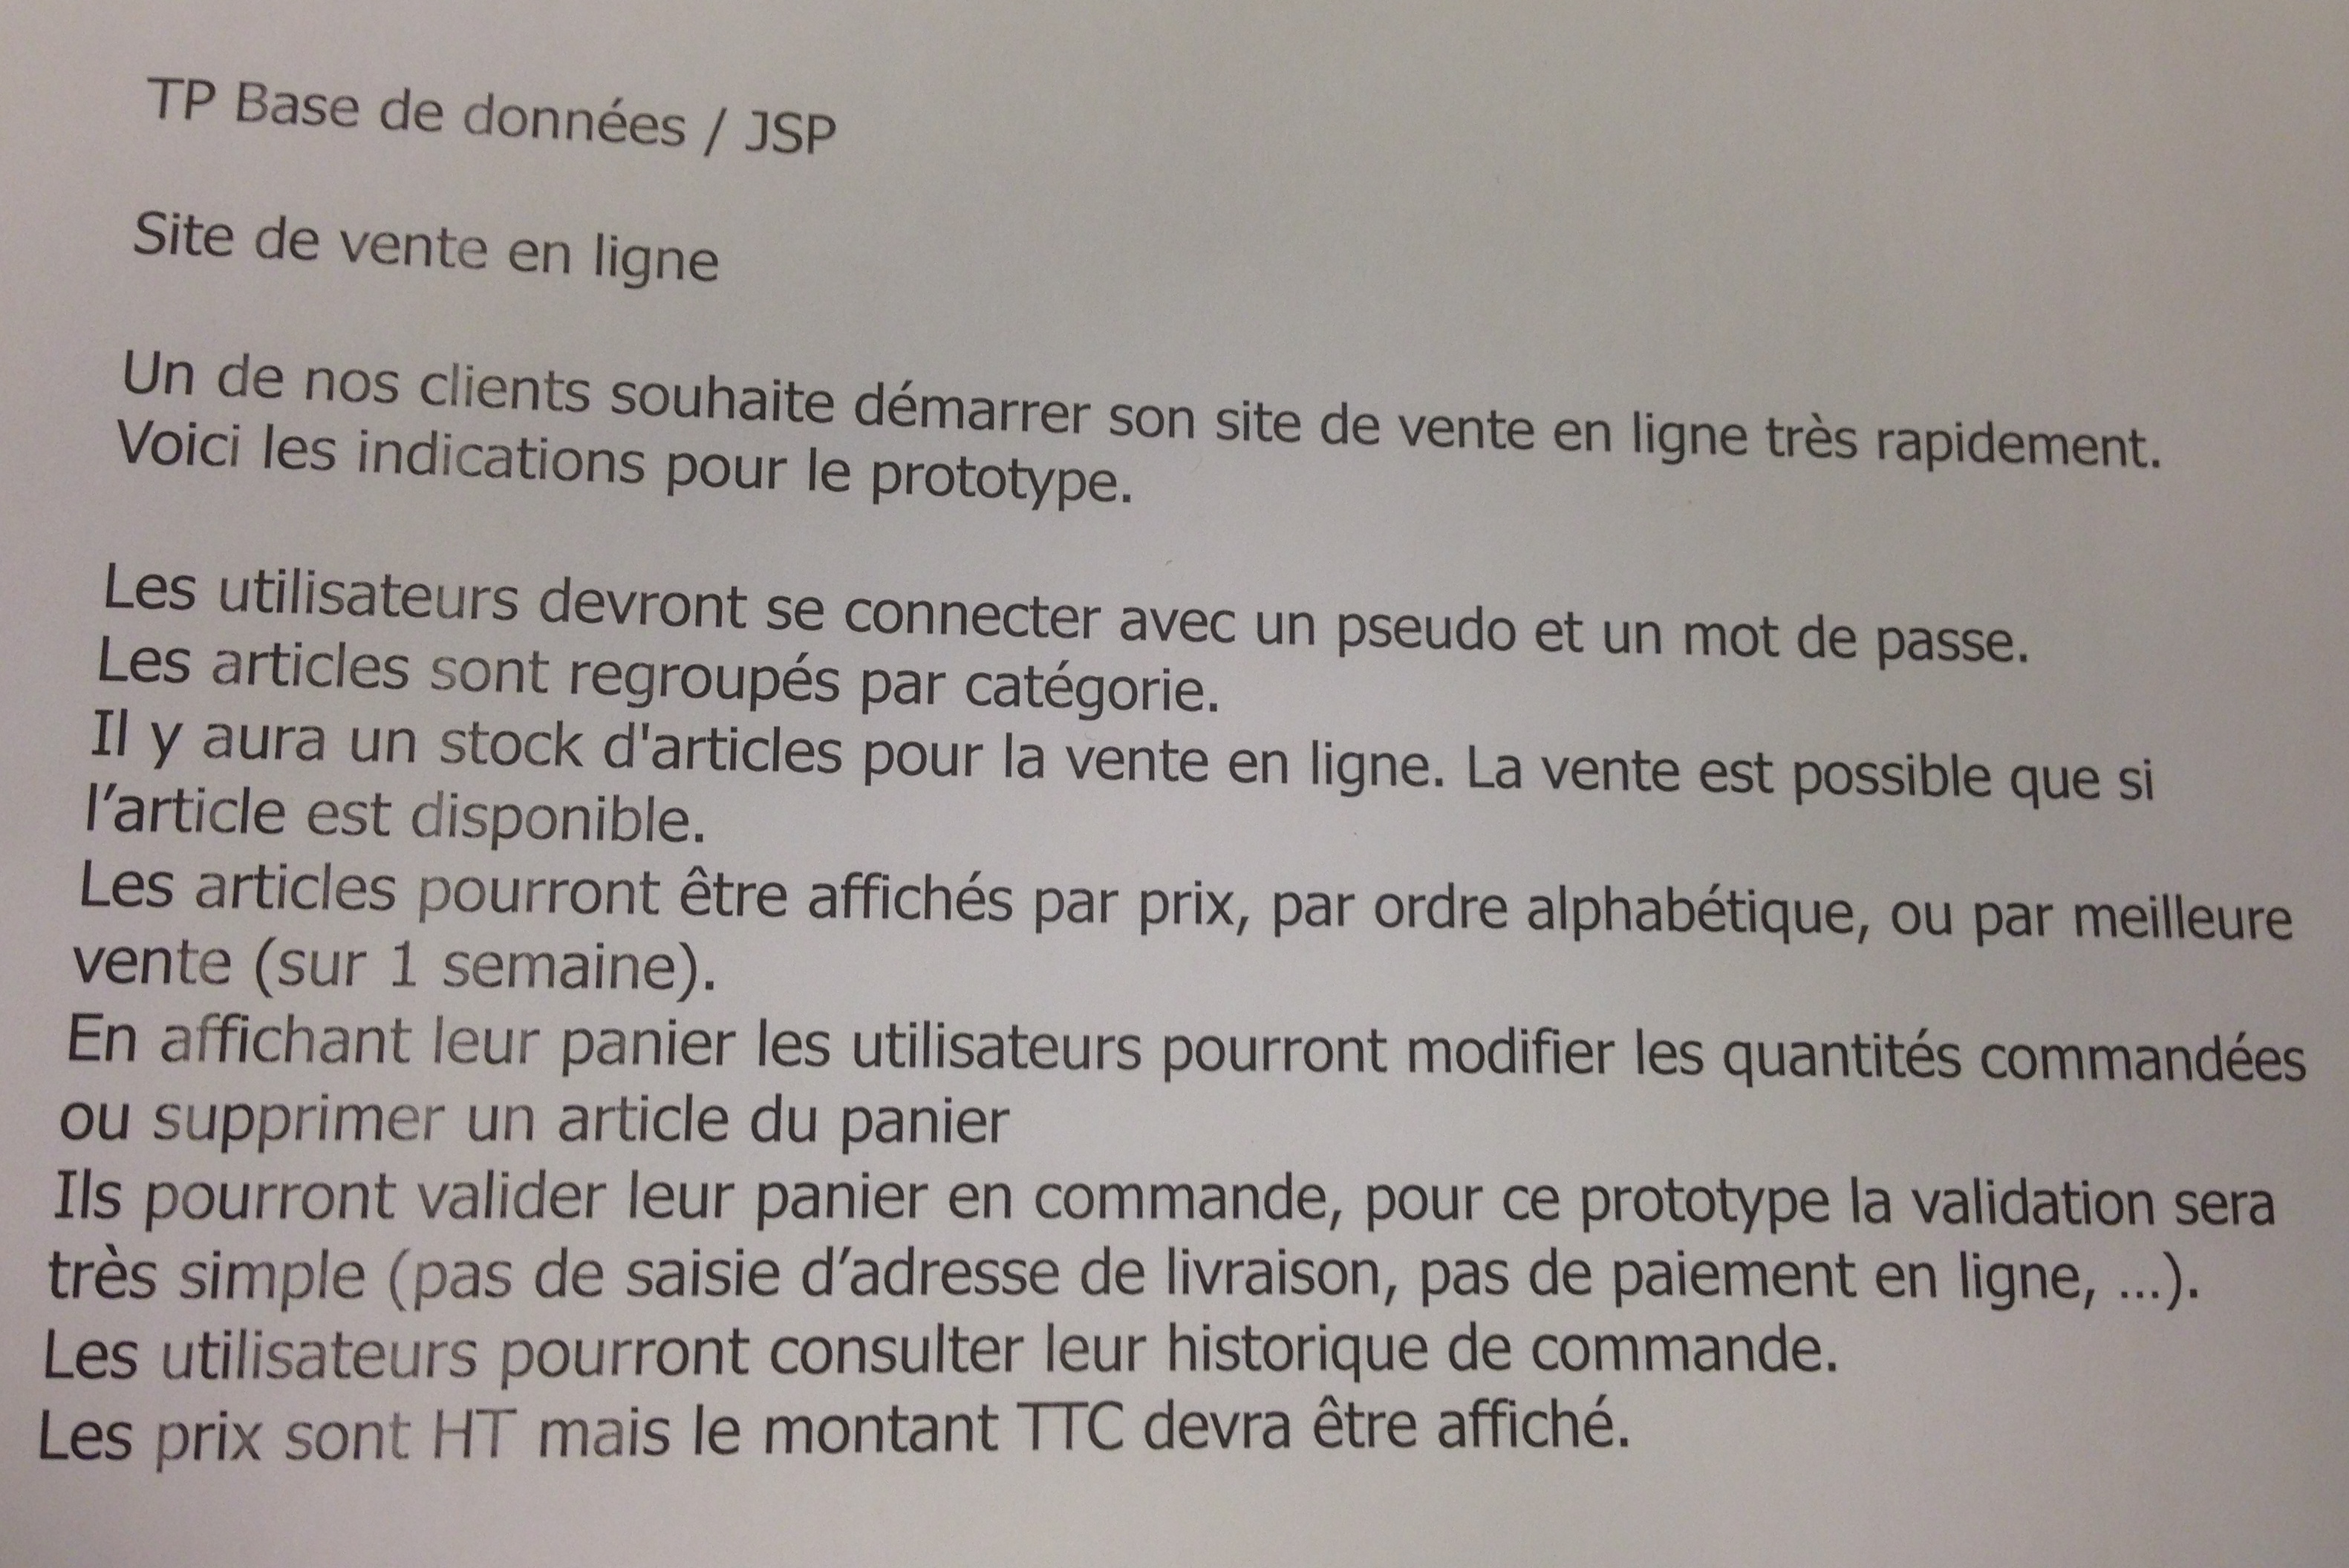 TP Base de données / JSP
Site de vente en ligne
Un de nos clients souhaite démarrer son site de vente en ligne très rapidement.
Voici les indications pour le prototype.
Les utilisateurs devront se connecter avec un pseudo et un mot de passe.
Les articles sont regroupés par catégorie.
Il y aura un stock d'articles pour la vente en ligne. La vente est possible que si
l’article est disponible.
Les articles pourront être affichés par prix, par ordre alphabétique, ou par meilleure
vente (sur 1 semaine).
En affichant leur panier les utilisateurs pourront modifier les quantités commandées
ou supprimer un article du panier
Ils pourront valider leur panier en commande, pour ce prototype la validation sera
très simple (pas de saisie d’adresse de livraison, pas de paiement en ligne, ...).
Les utilisateurs pourront consulter leur historique de commande.
Les prix sont HT mais le montant TTC devra être affiché.